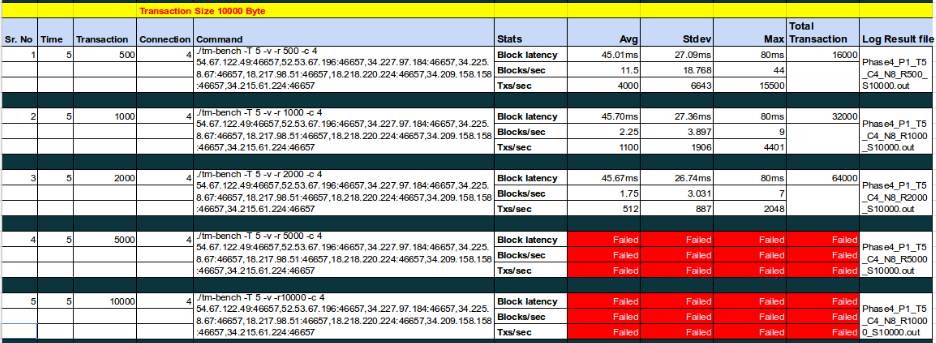 Transaction Size 10000 Byte
Sr. No Time Transaction Connection Command Stats Avg Stdev Max Total Transaction Log Result file
1 5 500 4 ./tm-bench -T 5 -v -r 500 -c 4 Block latency 45.01ms 27.09ms 80ms 16000 Phase4_P1_T5
54.67.122.49:46657,52.53.67.196:46657,34.227.97.184:46657,34.225. Blocks/sec 11.5 18.768 44 _C4_N8_R500_
8.67:46657,18.217.98.51:46657,18.218.220.224:46657,34.209.158.158
:46657,34.215.61.224:46657 Txs/sec 4000 6643 15500 S10000.out
2 5 1000 4 ./tm-bench -T 5 -v -r 1000 -c 4 Block latency 45.70ms 27.36ms 80ms 32000 Phase4_P1_T5
54.67.122.49:46657,52.53.67.196:46657,34.227.97.184:46657,34.225. Blocks/sec 2.25 3.897 9 _C4_N8_R1000
8.67:46657,18.217.98.51:46657,18.218.220.224:46657,34.209.158.158
:46657,34.215.61.224:46657 Txs/sec 1100 1906 4401 _S10000.out
3 5 2000 4 ./tm-bench -T 5 -v -r 2000 -c 4 Block latency 45.67ms 26.74ms 80ms 64000 Phase4_P1_T5
54.67.122.49:46657,52.53.67.196:46657,34.227.97.184:46657,34.225. Blocks/sec 1.75 3.031 7 _C4_N8_R2000
8.67:46657,18.217.98.51:46657,18.218.220.224:46657,34.209.158.158
:46657,34.215.61.224:46657 Txs/sec 512 887 2048 _S10000.out
4 5 5000 4 ./tm-bench -T 5 -v -r 5000 -c 4 Block latency Failed Failed Failed Failed Phase4_P1_T5
54.67.122.49:46657,52.53.67.196:46657,34.227.97.184:46657,34.225. Blocks/sec Failed Failed Failed Failed _C4_N8_R5000
8.67:46657,18.217.98.51:46657,18.218.220.224:46657,34.209.158.158
:46657,34.215.61.224:46657 Txs/sec Failed Failed Failed Failed _S10000.out
5 5 10000 4 ./tm-bench -T 5 -v -r10000 -c 4 Block latency Failed Failed Failed Failed Phase4_P1_T5
54.67.122.49:46657,52.53.67.196:46657,34.227.97.184:46657,34.225. Blocks/sec Failed Failed Failed Failed _C4_N8_R1000
8.67:46657,18.217.98.51:46657,18.218.220.224:46657,34.209.158.158
:46657,34.215.61.224:46657 Txs/sec Failed Failed Failed Failed 0_S10000.out